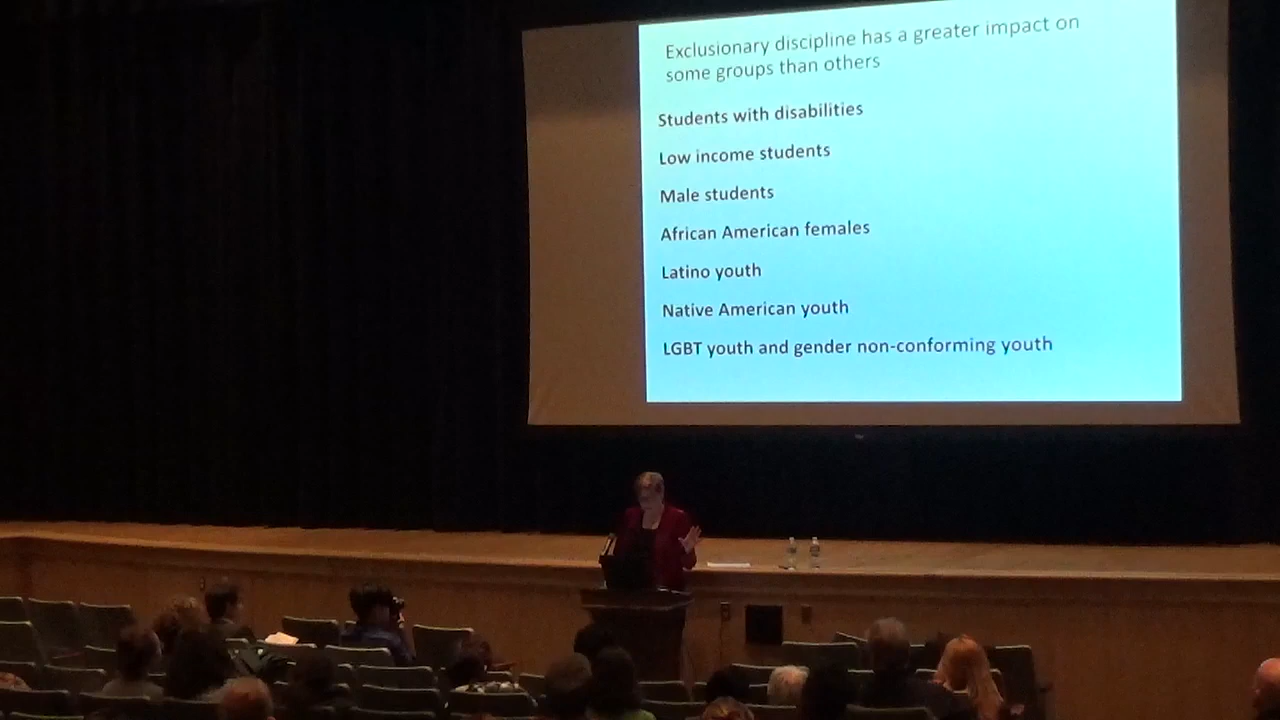 Exclusionary discipline has a greater impact on
some groups than others
Students with disabilities
Low income students
Male students
African American females
Latino youth
Native American youth
LGBT youth and gender non-conforming youth